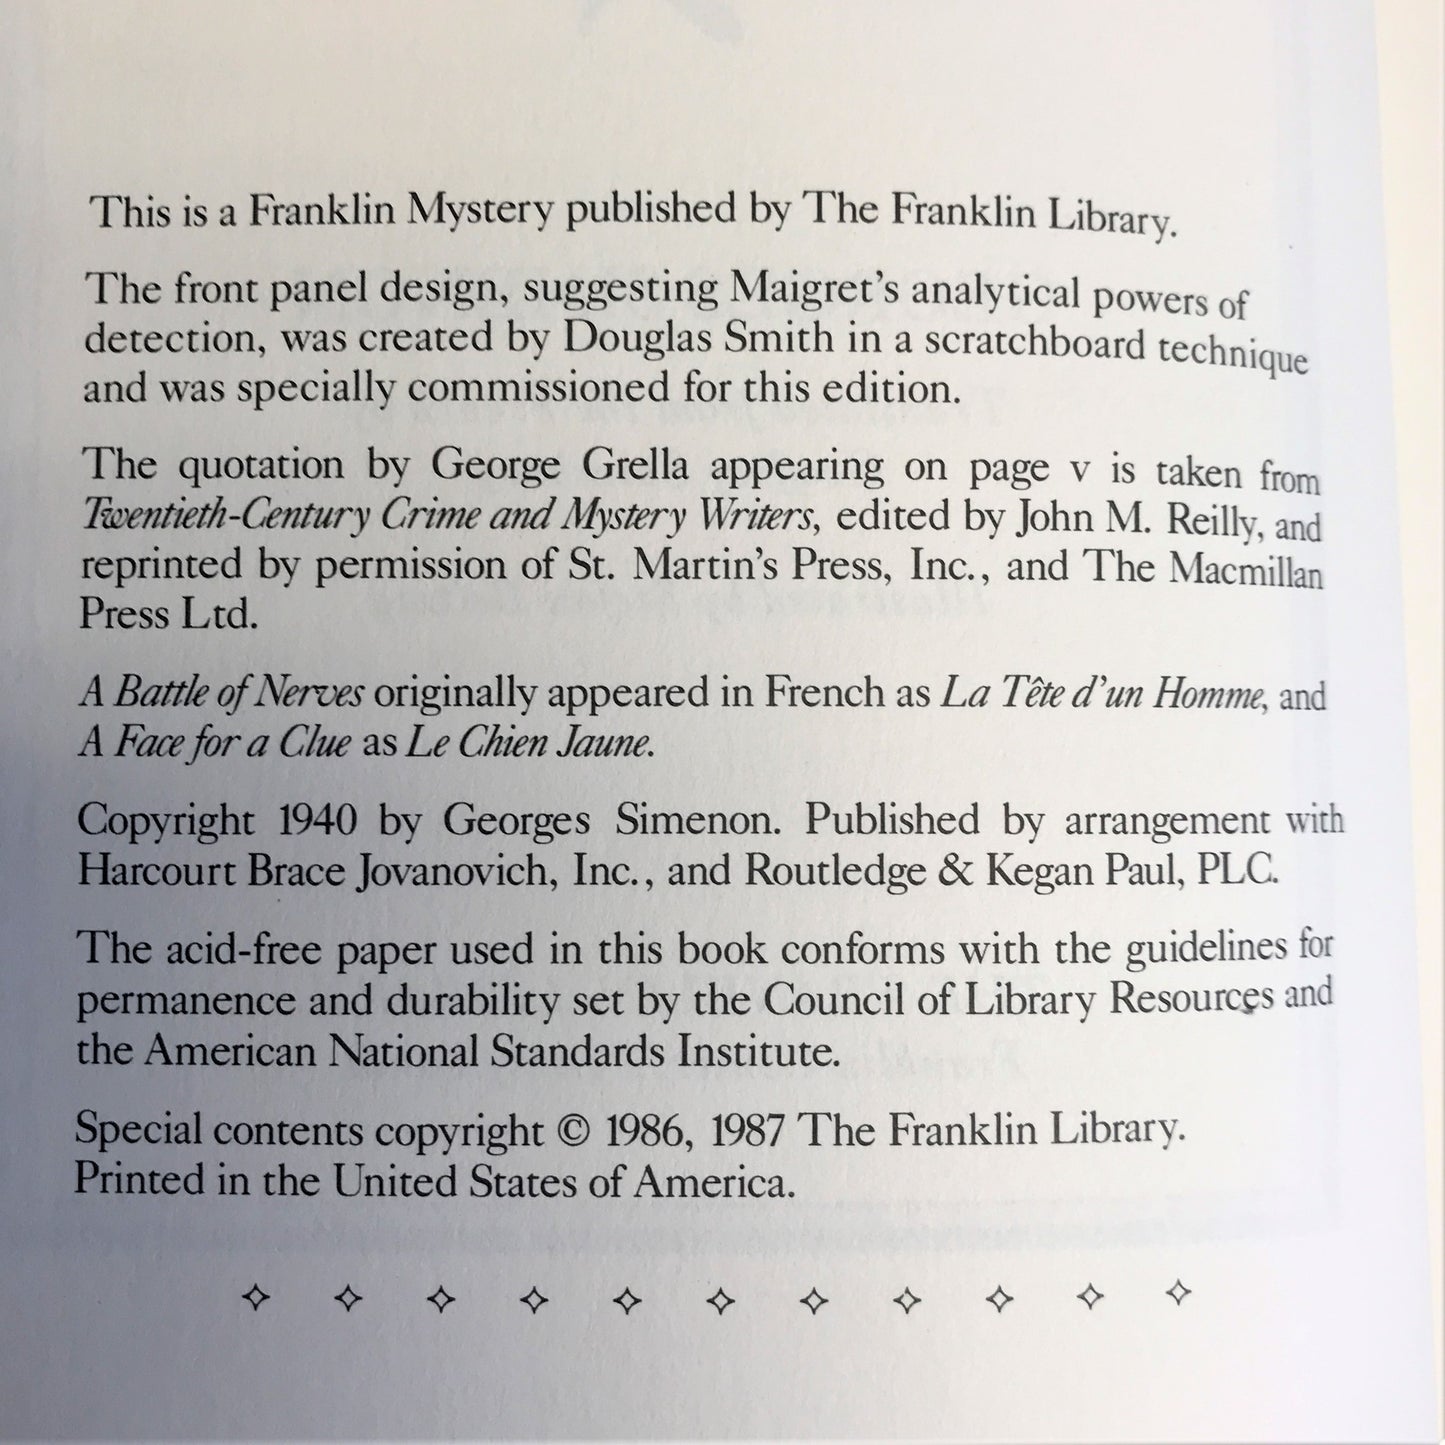 This is a Franklin Mystery published by The Franklin Library.
The front panel design, suggesting Maigret's analytical powers of
detection, was created by Douglas Smith in a scratchboard technique
and was specially commissioned for this edition.
The quotation by George Grella appearing on page v is taken from
Twentieth-Century Crime and Mystery Writers, edited by John M. Reilly, and
reprinted by permission of St. Martin's Press, Inc., and The Macmillan
Press Ltd.
A Battle of Nerves originally appeared in French as La Tête d'un Homme, and
A Face for a Clue as Le Chien Jaune.
Copyright 1940 by Georges Simenon. Published by arrangement with
Harcourt Brace Jovanovich, Inc., and Routledge & Kegan Paul, PLC.
The acid-free paper used in this book conforms with the guidelines for
permanence and durability set by the Council of Library Resources and
the American National Standards Institute.
Special contents copyright © 1986, 1987 The Franklin Library.
Printed in the United States of America.